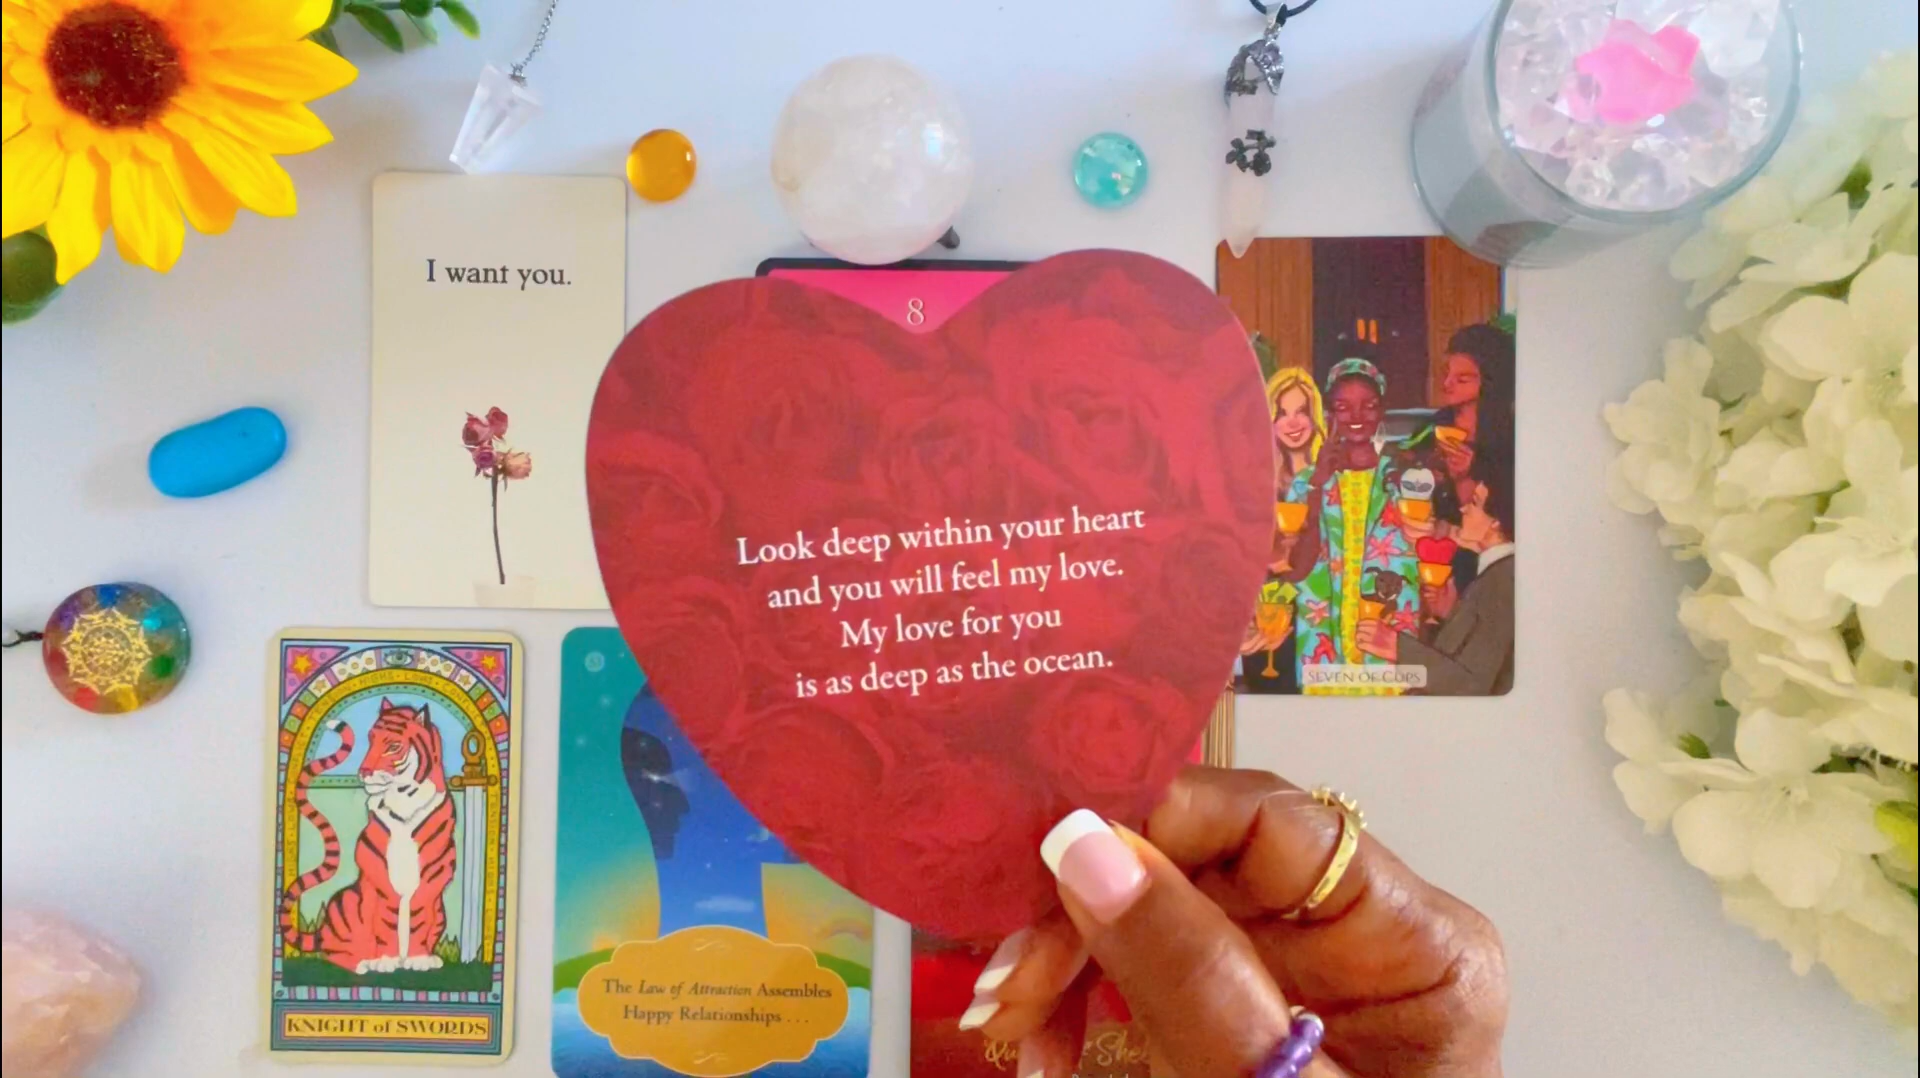 I want you.
8
Look deep within your heart
and you will feel my love.
My love for you
is as deep as the ocean.
SEVEN OF CUPS
The Law of Attraction Assembles
Happy Relationships . . .
KNIGHT of SWORDS